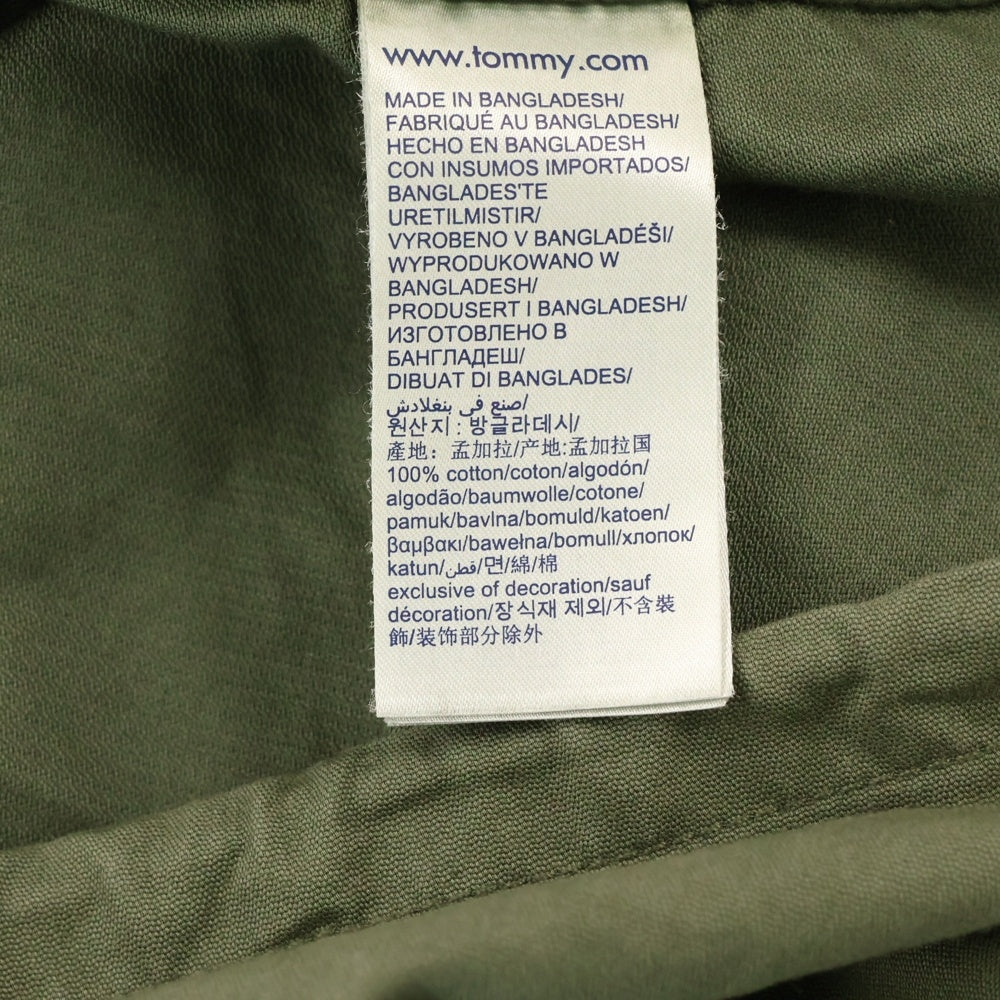 www.tommy.com
MADE IN BANGLADESH/
FABRIQUÉ AU BANGLADESH/
HECHO EN BANGLADESH
CON INSUMOS IMPORTADOS/
BANGLADES'TE
URETILMISTIR/
VYROBENO V BANGLADÉŠI/
WYPRODUKOWANO W
BANGLADESH/
PRODUSERT I BANGLADESH/
ИЗГОТОВЛЕНО В
БАНГЛАДЕШ/
DIBUAT DI BANGLADES/
صنع في بنغلادش/
원산지 : 방글라데시/
產地：孟加拉/产地:孟加拉国
100% cotton/coton/algodón/
algodão/baumwolle/cotone/
pamuk/bavlna/bomuld/katoen/
βαμβακι/bawełna/bomull/хлопок/
katun/قطن/면/綿/棉
exclusive of decoration/sauf
décoration/장식재 제외/不含裝
飾/装饰部分除外